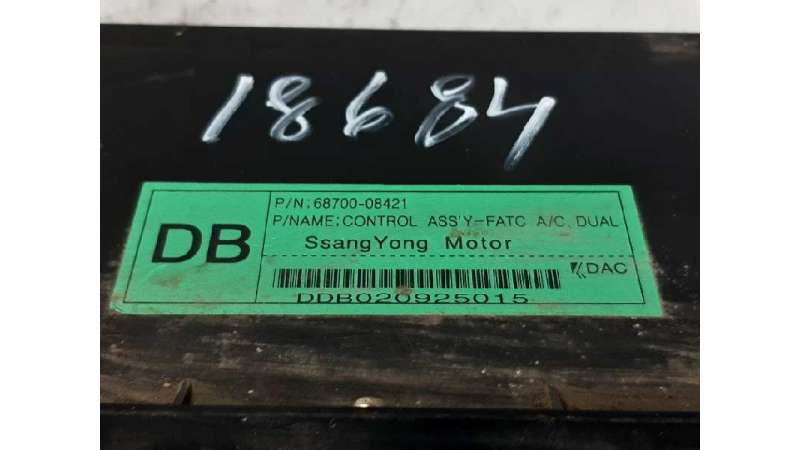 18684
P/N:68700-08421
P/NAME:CONTROL ASS'Y-FATC A/C, DUAL
DB
SsangYong Motor
DAC
DDB020925015